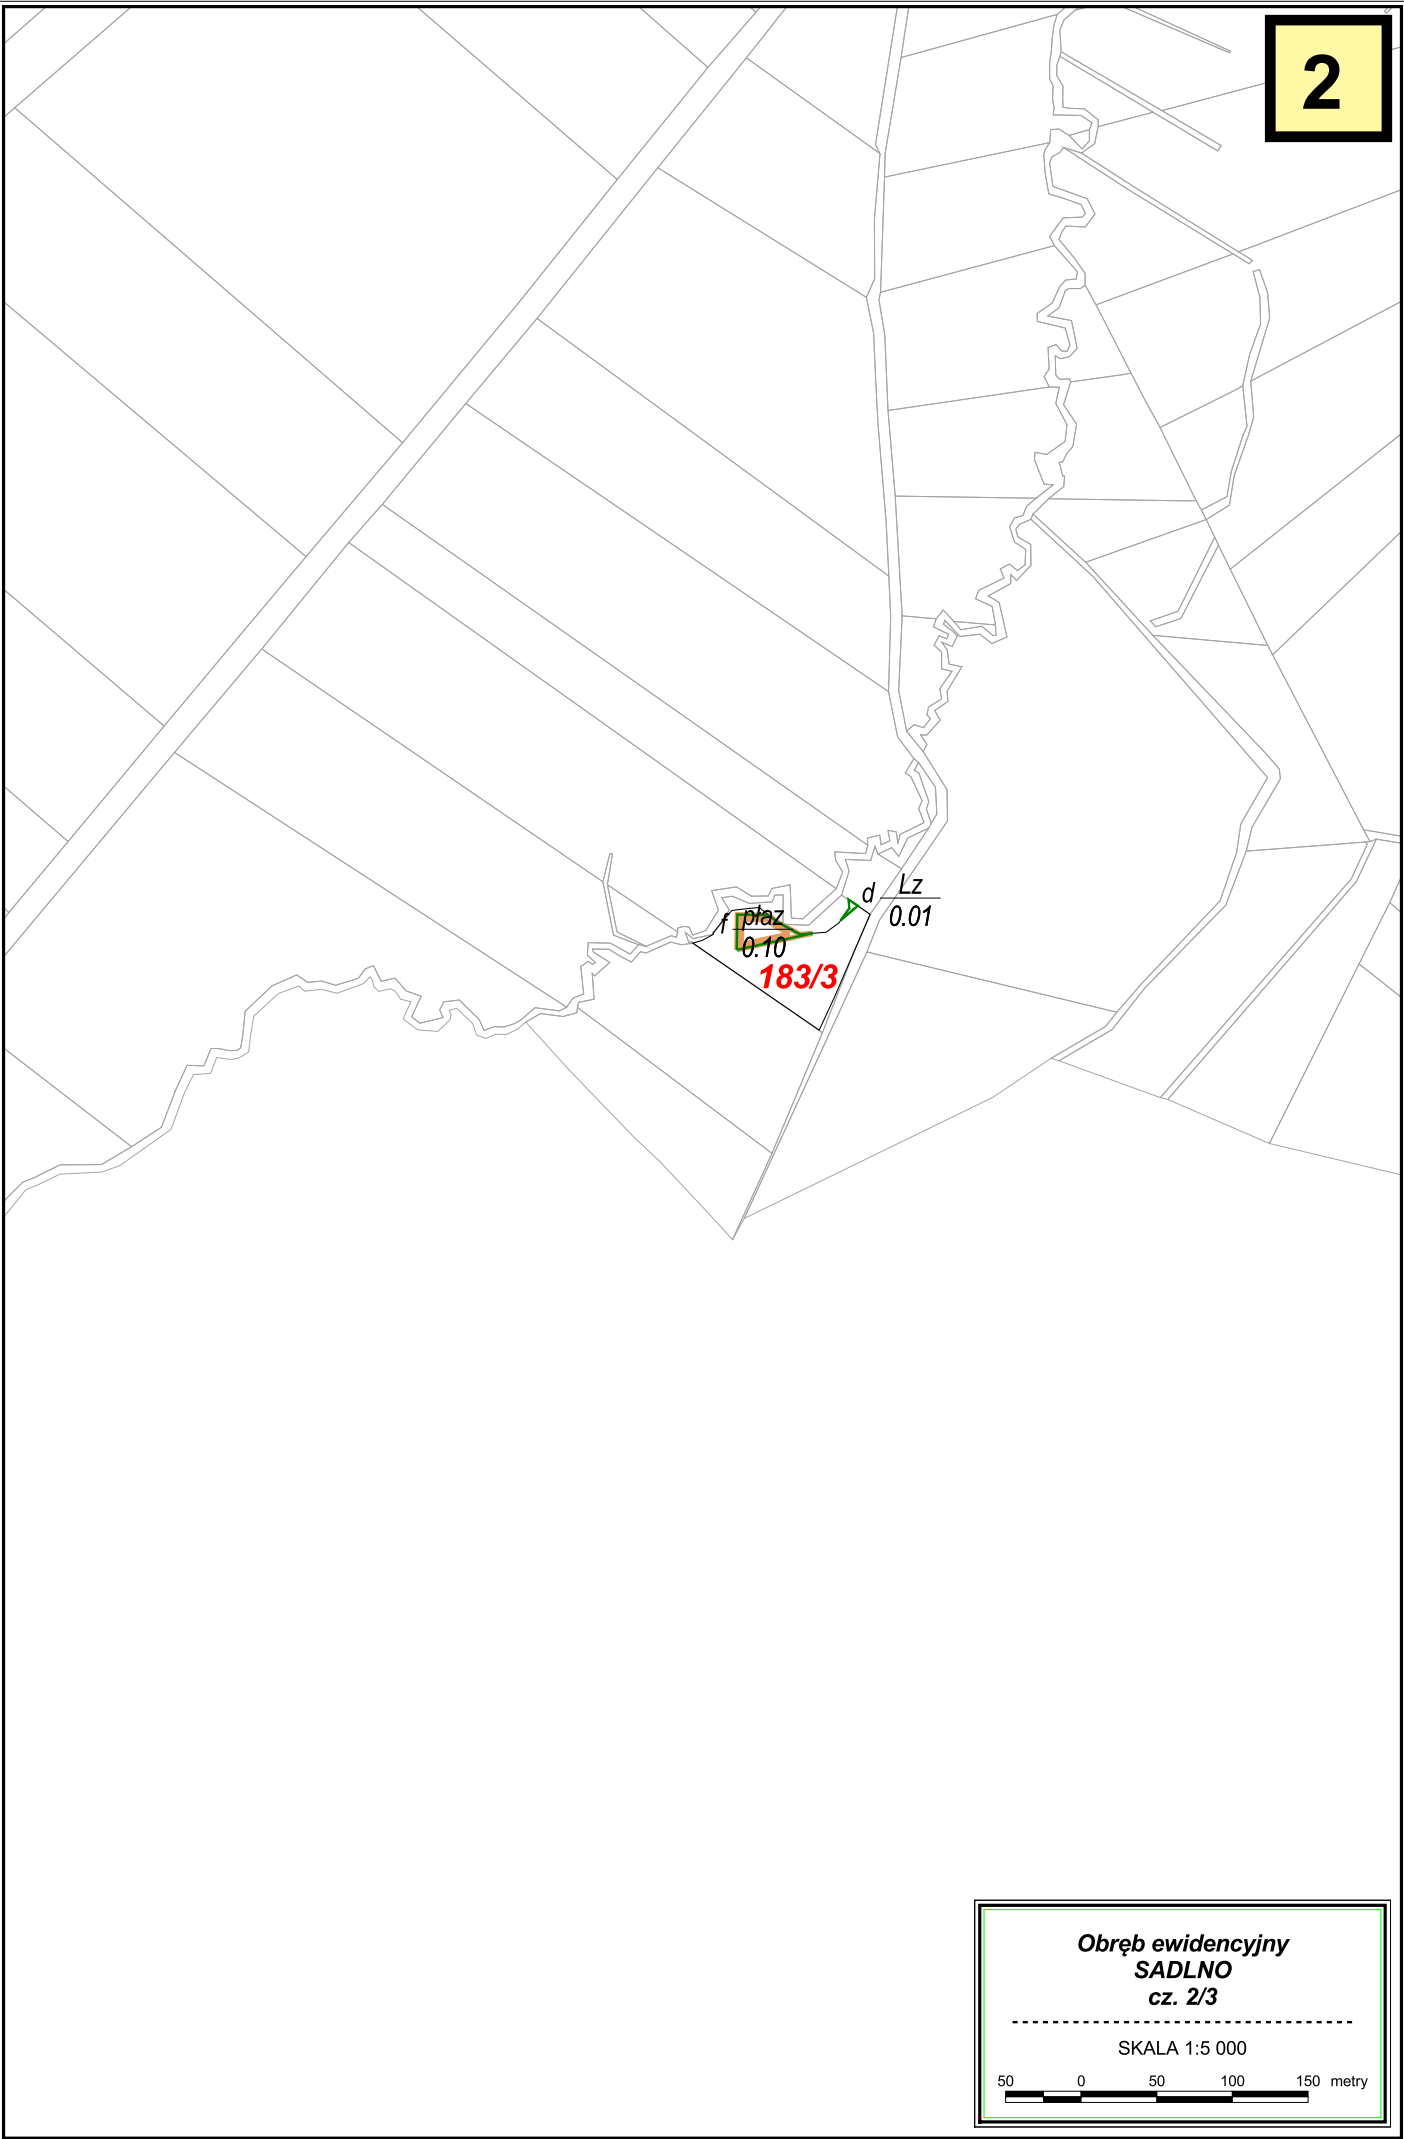 2
d Lz
0.01
f płaz
0.10
183/3
Obręb ewidencyjny
SADLNO
cz. 2/3
SKALA 1:5 000
50 0 50 100 150 metry